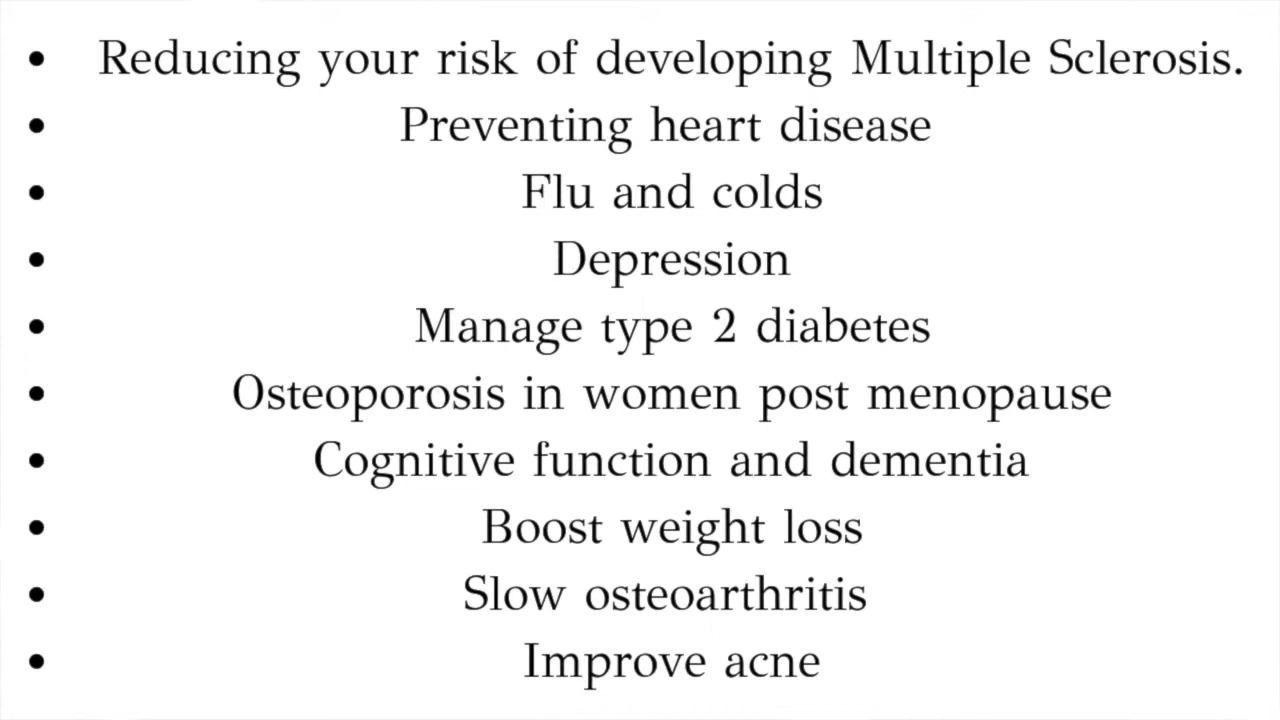 • Reducing your risk of developing Multiple Sclerosis.
• Preventing heart disease
• Flu and colds
• Depression
• Manage type 2 diabetes
• Osteoporosis in women post menopause
• Cognitive function and dementia
• Boost weight loss
• Slow osteoarthritis
• Improve acne